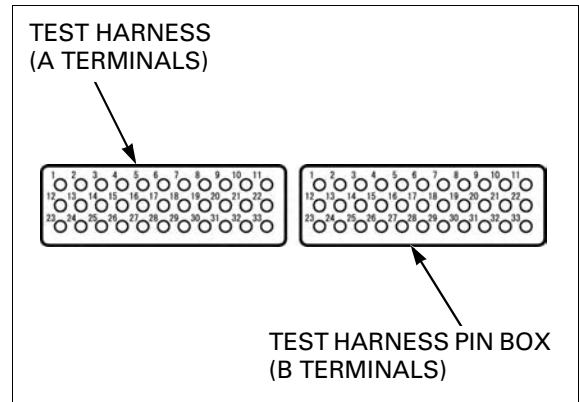 TEST HARNESS
(A TERMINALS)
1 2 3 4 5 6 7 8 9 10 11
12 13 14 15 16 17 18 19 20 21 22
23 24 25 26 27 28 29 30 31 32 33
1 2 3 4 5 6 7 8 9 10 11
12 13 14 15 16 17 18 19 20 21 22
23 24 25 26 27 28 29 30 31 32 33
TEST HARNESS PIN BOX
(B TERMINALS)